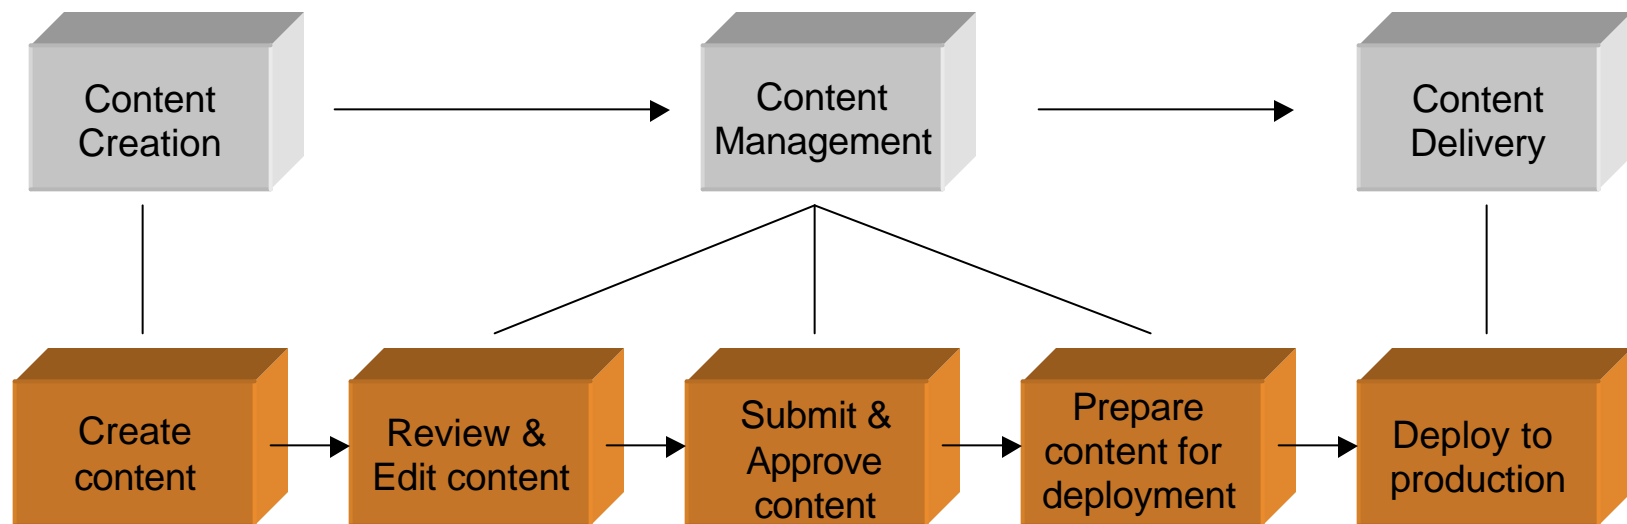 Content
Creation
Content
Management
Content
Delivery
Create
content
Review &
Edit content
Submit &
Approve
content
Prepare
content for
deployment
Deploy to
production